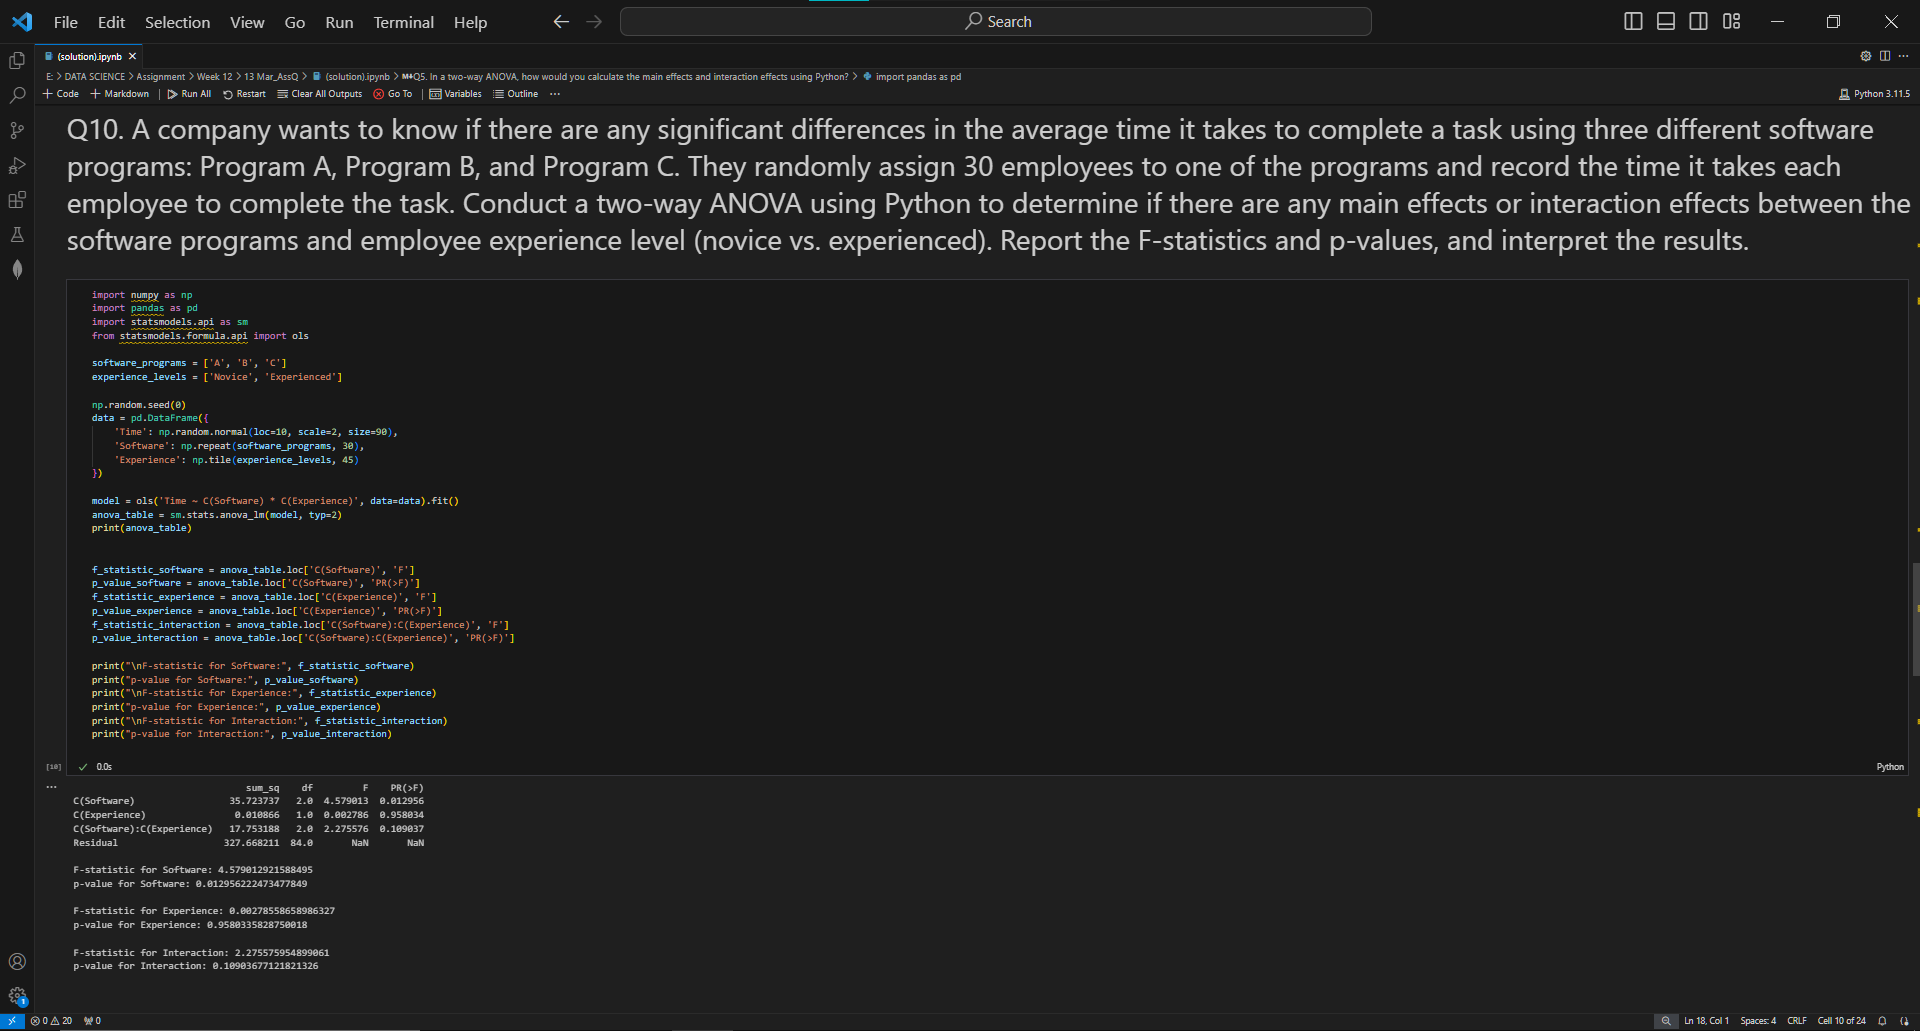 File Edit Selection View Go Run Terminal Help
Search
(solution).ipynb
E: > DATA SCIENCE > Assignment > Week 12 > 13 Mar_AssQ > (solution).ipynb > M↓Q5. In a two-way ANOVA, how would you calculate the main effects and interaction effects using Python? > import pandas as pd
+ Code + Markdown | Run All Restart Clear All Outputs Go To | Variables Outline ...
Python 3.11.5
Q10. A company wants to know if there are any significant differences in the average time it takes to complete a task using three different software
programs: Program A, Program B, and Program C. They randomly assign 30 employees to one of the programs and record the time it takes each
employee to complete the task. Conduct a two-way ANOVA using Python to determine if there are any main effects or interaction effects between the
software programs and employee experience level (novice vs. experienced). Report the F-statistics and p-values, and interpret the results.
import numpy as np
import pandas as pd
import statsmodels.api as sm
from statsmodels.formula.api import ols
software_programs = ['A', 'B', 'C']
experience_levels = ['Novice', 'Experienced']
np.random.seed(0)
data = pd.DataFrame({
'Time': np.random.normal(loc=10, scale=2, size=90),
'Software': np.repeat(software_programs, 30),
'Experience': np.tile(experience_levels, 45)
})
model = ols('Time ~ C(Software) * C(Experience)', data=data).fit()
anova_table = sm.stats.anova_lm(model, typ=2)
print(anova_table)
f_statistic_software = anova_table.loc['C(Software)', 'F']
p_value_software = anova_table.loc['C(Software)', 'PR(>F)']
f_statistic_experience = anova_table.loc['C(Experience)', 'F']
p_value_experience = anova_table.loc['C(Experience)', 'PR(>F)']
f_statistic_interaction = anova_table.loc['C(Software):C(Experience)', 'F']
p_value_interaction = anova_table.loc['C(Software):C(Experience)', 'PR(>F)']
print("\nF-statistic for Software:", f_statistic_software)
print("p-value for Software:", p_value_software)
print("\nF-statistic for Experience:", f_statistic_experience)
print("p-value for Experience:", p_value_experience)
print("\nF-statistic for Interaction:", f_statistic_interaction)
print("p-value for Interaction:", p_value_interaction)
[10] 0.0s
Python
sum_sq df F PR(>F)
C(Software) 35.723737 2.0 4.579013 0.012956
C(Experience) 0.010866 1.0 0.002786 0.958034
C(Software):C(Experience) 17.753188 2.0 2.275576 0.109037
Residual 327.668211 84.0 NaN NaN
F-statistic for Software: 4.579012921588495
p-value for Software: 0.012956222473477849
F-statistic for Experience: 0.00278558658986327
p-value for Experience: 0.9580335828750018
F-statistic for Interaction: 2.275575954899061
p-value for Interaction: 0.10903677121821326
1
0 20 0
Ln 18, Col 1 Spaces: 4 CRLF Cell 10 of 24